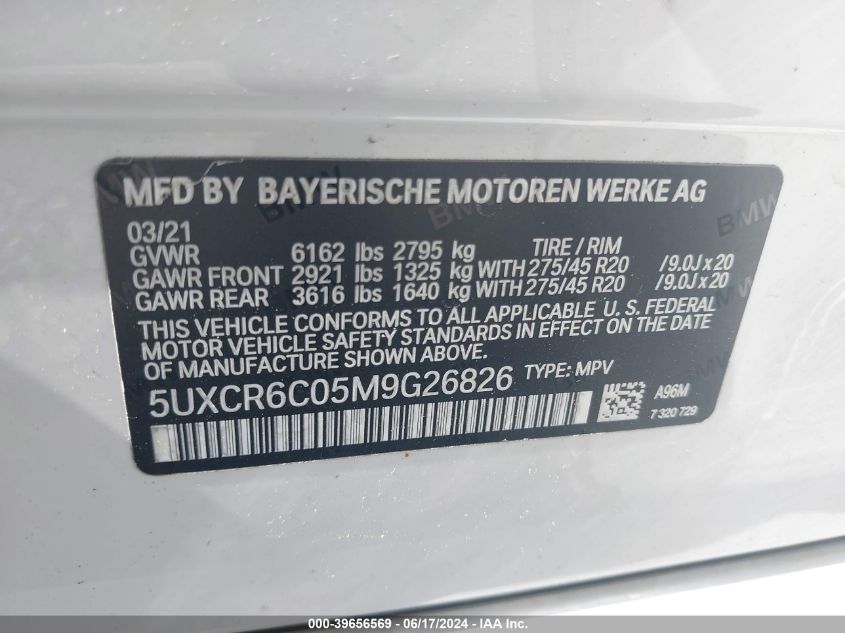 MFD BY BAYERISCHE MOTOREN WERKE AG
03/21
GVWR 6162 lbs 2795 kg TIRE / RIM
GAWR FRONT 2921 lbs 1325 kg WITH 275/45 R20 / 9.0J x 20
GAWR REAR 3616 lbs 1640 kg WITH 275/45 R20 / 9.0J x 20
THIS VEHICLE CONFORMS TO ALL APPLICABLE U. S. FEDERAL
MOTOR VEHICLE SAFETY STANDARDS IN EFFECT ON THE DATE
OF MANUFACTURE SHOWN ABOVE.
5UXCR6C05M9G26826 TYPE: MPV
A96M
7 320 729
BMW
000-39656569 - 06/17/2024 - IAAI Inc.